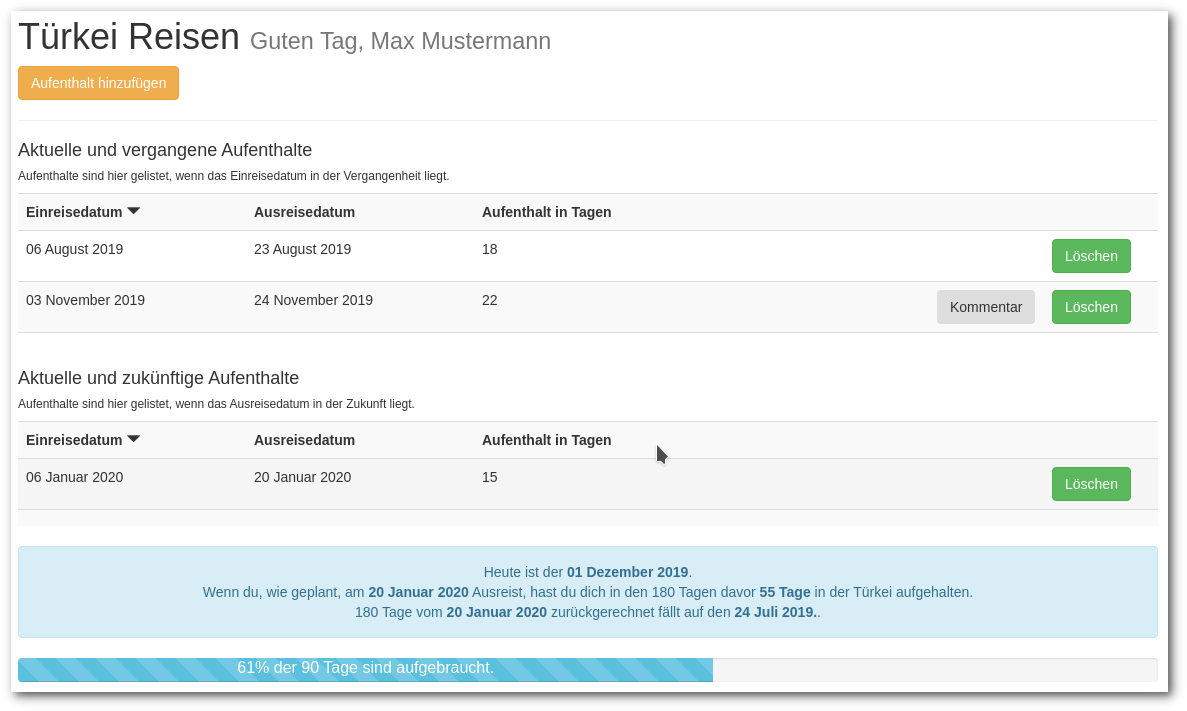 Türkei Reisen Guten Tag, Max Mustermann
Aufenthalt hinzufügen
Aktuelle und vergangene Aufenthalte
Aufenthalte sind hier gelistet, wenn das Einreisedatum in der Vergangenheit liegt.
Einreisedatum Ausreisedatum Aufenthalt in Tagen
06 August 2019 23 August 2019 18 Löschen
03 November 2019 24 November 2019 22 Kommentar Löschen
Aktuelle und zukünftige Aufenthalte
Aufenthalte sind hier gelistet, wenn das Ausreisedatum in der Zukunft liegt.
Einreisedatum Ausreisedatum Aufenthalt in Tagen
06 Januar 2020 20 Januar 2020 15 Löschen
Heute ist der 01 Dezember 2019.
Wenn du, wie geplant, am 20 Januar 2020 Ausreist, hast du dich in den 180 Tagen davor 55 Tage in der Türkei aufgehalten.
180 Tage vom 20 Januar 2020 zurückgerechnet fällt auf den 24 Juli 2019..
61% der 90 Tage sind aufgebraucht.